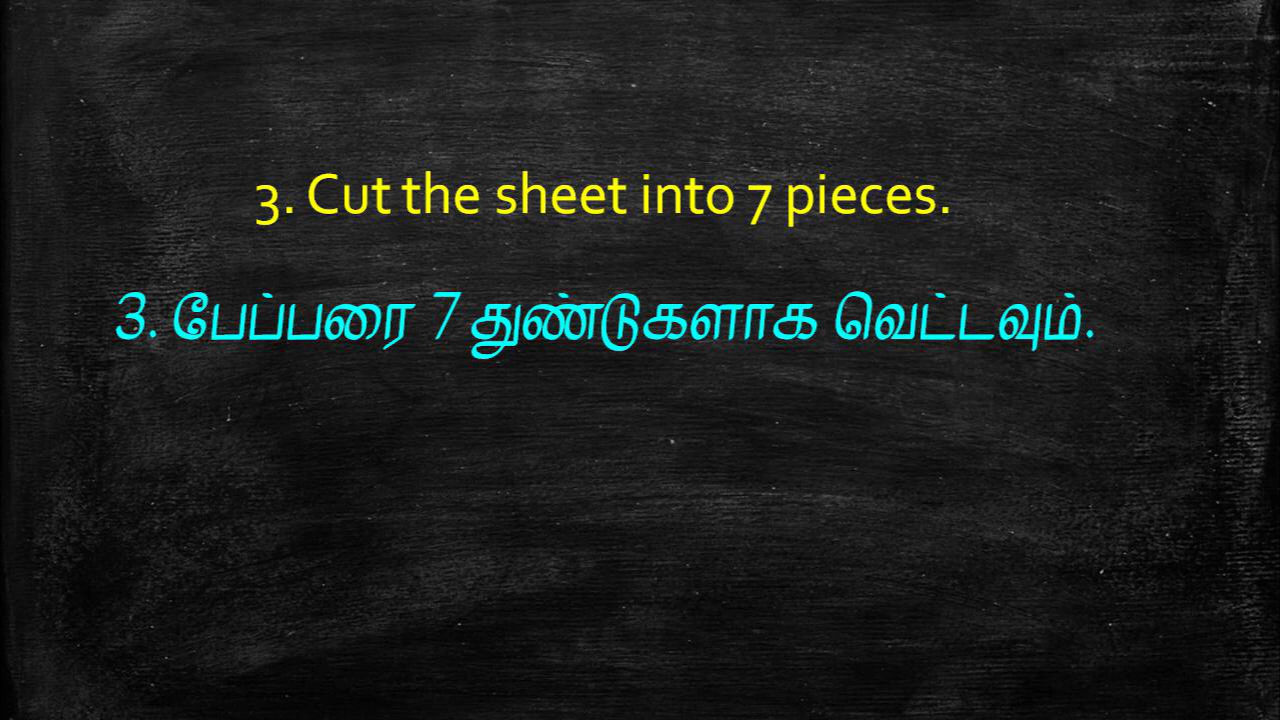 3. Cut the sheet into 7 pieces.
3. பேப்பரை 7 துண்டுகளாக வெட்டவும்.